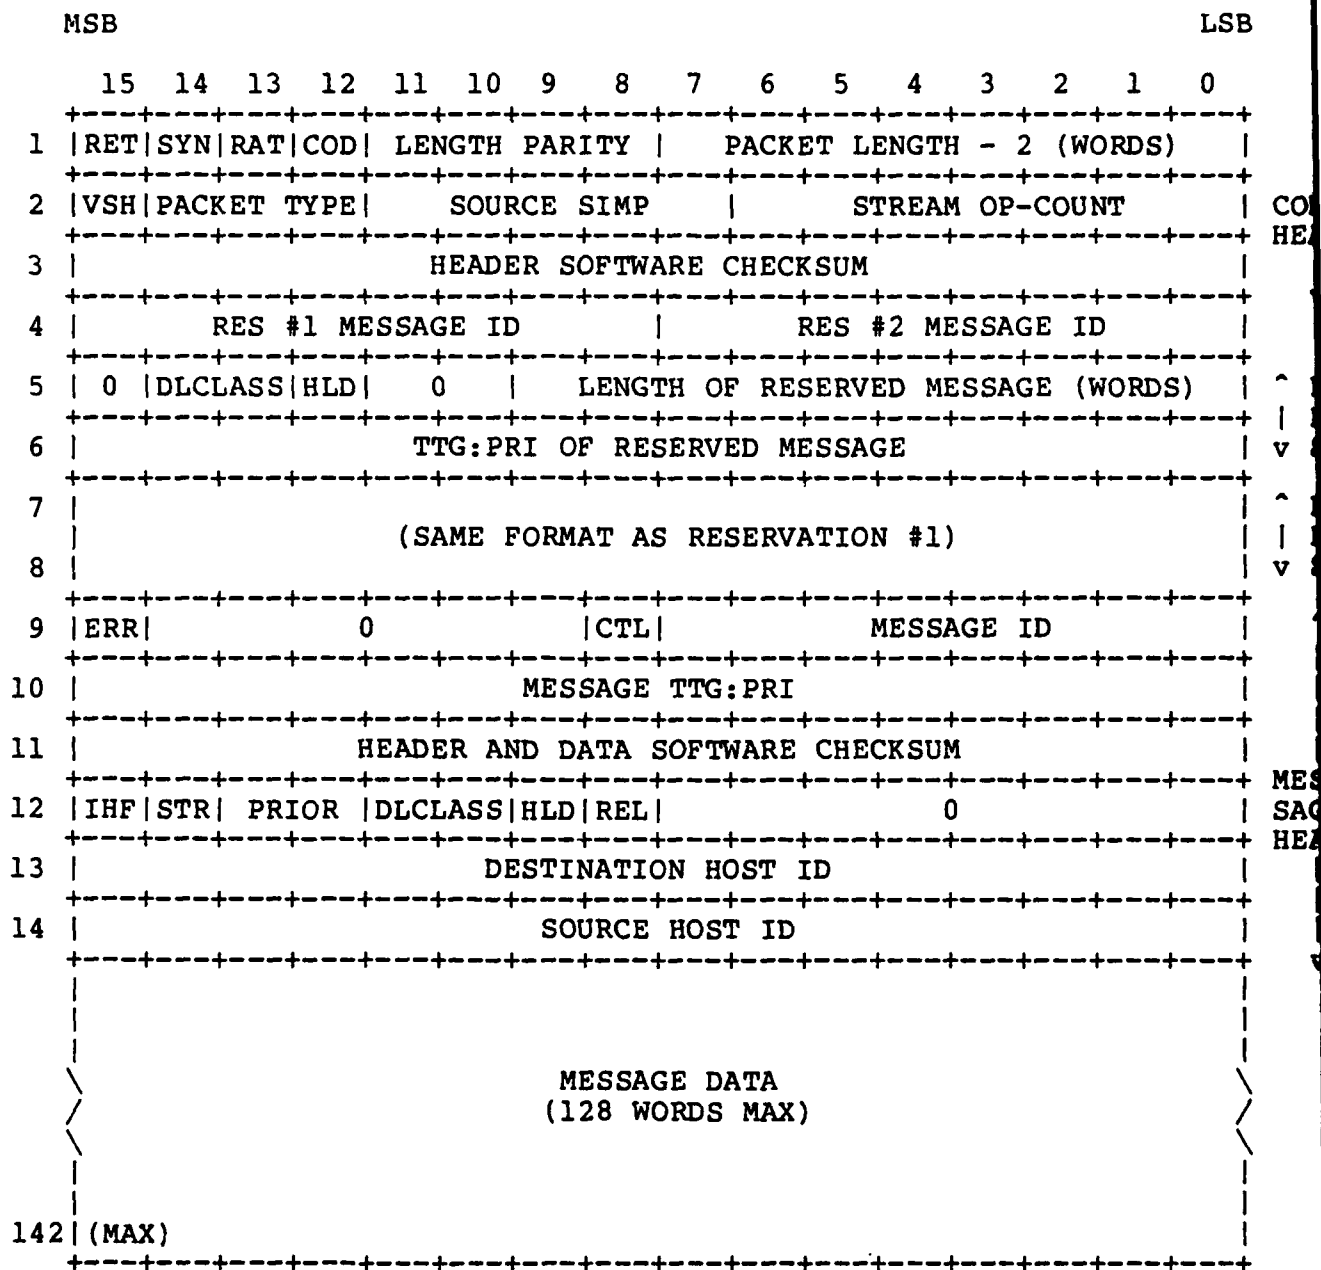 MSB LSB
15 14 13 12 11 10 9 8 7 6 5 4 3 2 1 0
+---+---+---+---+---+---+---+---+---+---+---+---+---+---+---+---+
1 |RET|SYN|RAT|COD| LENGTH PARITY | PACKET LENGTH - 2 (WORDS) |
+---+---+---+---+---+---+---+---+---+---+---+---+---+---+---+---+
2 |VSH|PACKET TYPE| SOURCE SIMP | STREAM OP-COUNT |
+---+---+---+---+---+---+---+---+---+---+---+---+---+---+---+---+
3 | HEADER SOFTWARE CHECKSUM |
+---+---+---+---+---+---+---+---+---+---+---+---+---+---+---+---+
4 | RES #1 MESSAGE ID | RES #2 MESSAGE ID |
+---+---+---+---+---+---+---+---+---+---+---+---+---+---+---+---+
5 | 0 |DLCLASS|HLD| 0 | LENGTH OF RESERVED MESSAGE (WORDS) | ^
+---+---+---+---+---+---+---+---+---+---+---+---+---+---+---+---+ |
6 | TTG:PRI OF RESERVED MESSAGE | v
+---+---+---+---+---+---+---+---+---+---+---+---+---+---+---+---+
7 | | ^
| (SAME FORMAT AS RESERVATION #1) | |
8 | | v
+---+---+---+---+---+---+---+---+---+---+---+---+---+---+---+---+
9 |ERR| 0 |CTL| MESSAGE ID |
+---+---+---+---+---+---+---+---+---+---+---+---+---+---+---+---+
10 | MESSAGE TTG:PRI |
+---+---+---+---+---+---+---+---+---+---+---+---+---+---+---+---+
11 | HEADER AND DATA SOFTWARE CHECKSUM |
+---+---+---+---+---+---+---+---+---+---+---+---+---+---+---+---+ MES
12 |IHF|STR| PRIOR |DLCLASS|HLD|REL| 0 | SAG
+---+---+---+---+---+---+---+---+---+---+---+---+---+---+---+---+
13 | DESTINATION HOST ID |
+---+---+---+---+---+---+---+---+---+---+---+---+---+---+---+---+
14 | SOURCE HOST ID |
+---+---+---+---+---+---+---+---+---+---+---+---+---+---+---+---+
MESSAGE DATA
(128 WORDS MAX)
142|(MAX) |
+---+---+---+---+---+---+---+---+---+---+---+---+---+---+---+---+